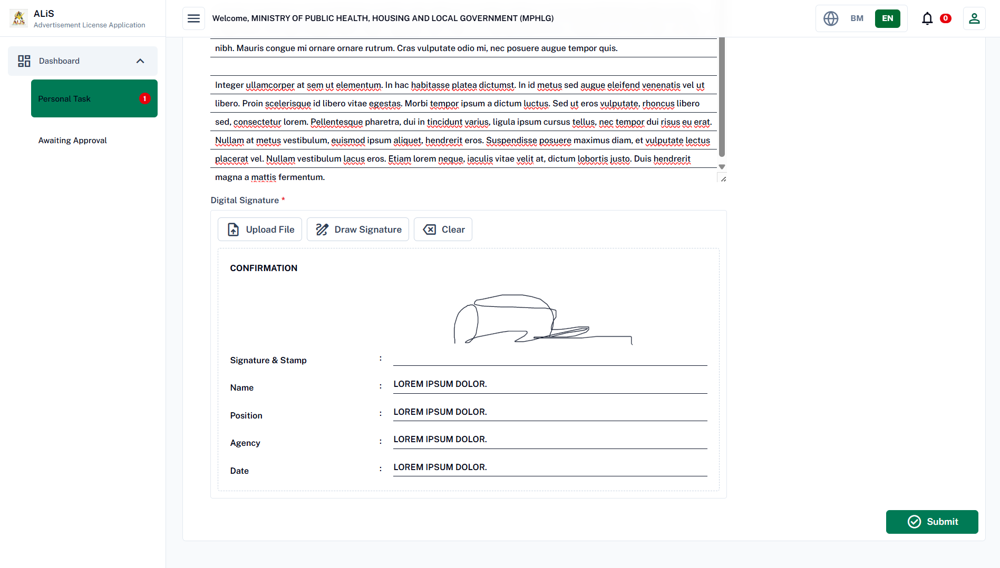 ALiS
Advertisement License Application
Welcome, MINISTRY OF PUBLIC HEALTH, HOUSING AND LOCAL GOVERNMENT (MPHLG)
BM
EN
0
Dashboard
Personal Task
1
Awaiting Approval
nibh. Mauris congue mi ornare ornare rutrum. Cras vulputate odio mi, nec posuere augue tempor quis.
Integer ullamcorper at sem ut elementum. In hac habitasse platea dictumst. In id metus sed augue eleifend venenatis vel ut
libero. Proin scelerisque id libero vitae egestas. Morbi tempor ipsum a dictum luctus. Sed ut eros vulputate, rhoncus libero
sed, consectetur lorem. Pellentesque pharetra, dui in tincidunt varius, ligula ipsum cursus tellus, nec tempor dui risus eu erat.
Nullam at metus vestibulum, euismod ipsum aliquet, hendrerit eros. Suspendisse posuere maximus diam, et vulputate lectus
placerat vel. Nullam vestibulum lacus eros. Etiam lorem neque, iaculis vitae velit at, dictum lobortis justo. Duis hendrerit
magna a mattis fermentum.
Digital Signature *
Upload File
Draw Signature
Clear
CONFIRMATION
Signature & Stamp :
Name : LOREM IPSUM DOLOR.
Position : LOREM IPSUM DOLOR.
Agency : LOREM IPSUM DOLOR.
Date : LOREM IPSUM DOLOR.
Submit